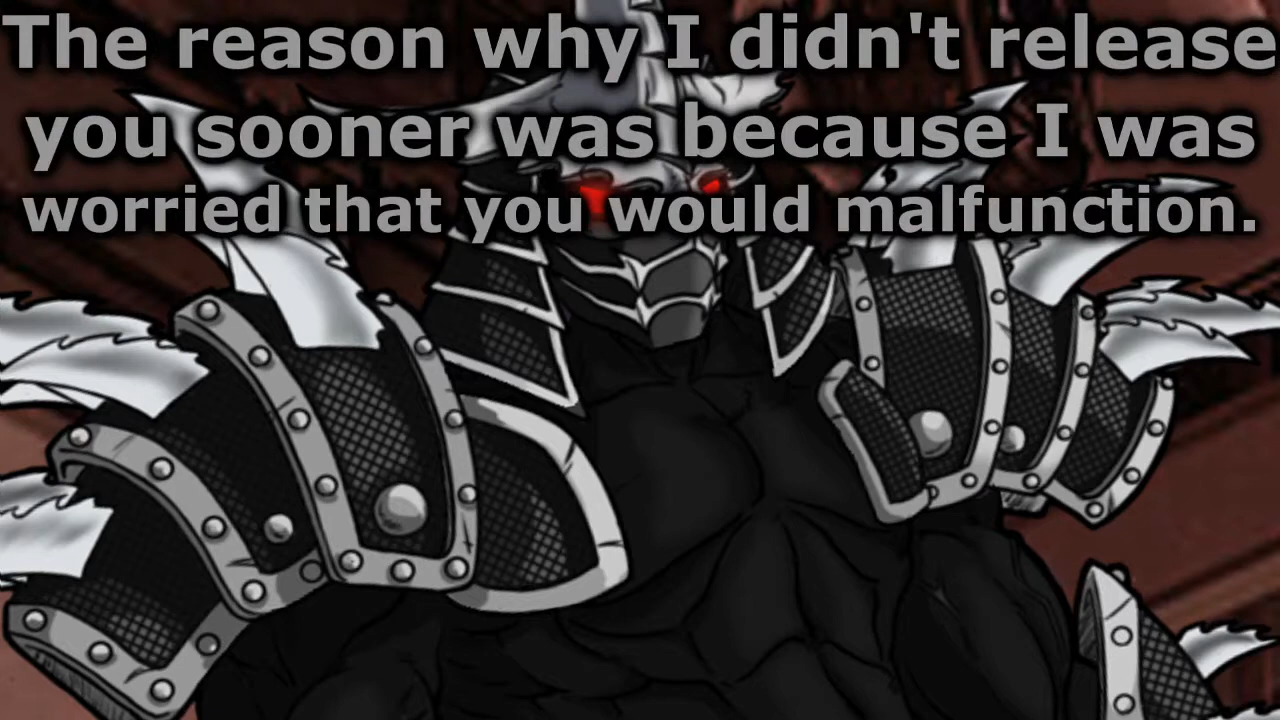 The reason why I didn't release
you sooner was because I was
worried that you would malfunction.